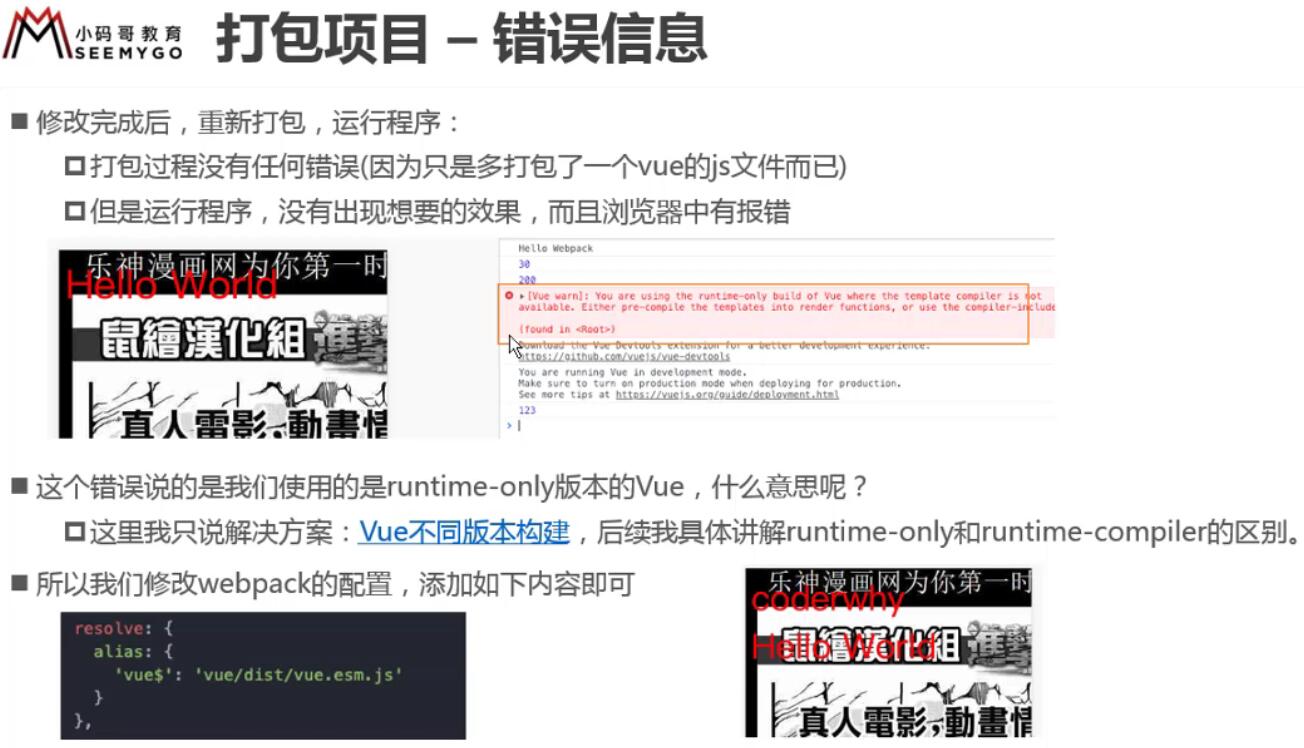 小码哥教育
SEEMYGO
打包项目 – 错误信息
修改完成后，重新打包，运行程序：
打包过程没有任何错误(因为只是多打包了一个vue的js文件而已)
但是运行程序，没有出现想要的效果，而且浏览器中有报错
乐神漫画网为你第一时
Hello World
鼠繪漢化組
真人電影,動畫情
Hello Webpack
30
200
[Vue warn]: You are using the runtime-only build of Vue where the template compiler is not
available. Either pre-compile the templates into render functions, or use the compiler-include
(found in <Root>)
Download the Vue Devtools extension for a better development experience:
https://github.com/vuejs/vue-devtools
You are running Vue in development mode.
Make sure to turn on production mode when deploying for production.
See more tips at https://vuejs.org/guide/deployment.html
123
>
这个错误说的是我们使用的是runtime-only版本的Vue，什么意思呢？
这里我只说解决方案：Vue不同版本构建，后续我具体讲解runtime-only和runtime-compiler的区别。
所以我们修改webpack的配置，添加如下内容即可
resolve: {
alias: {
'vue$': 'vue/dist/vue.esm.js'
}
},
乐神漫画网为你第一时
coderwhy
鼠繪漢化組
Hello World
真人電影,動畫情